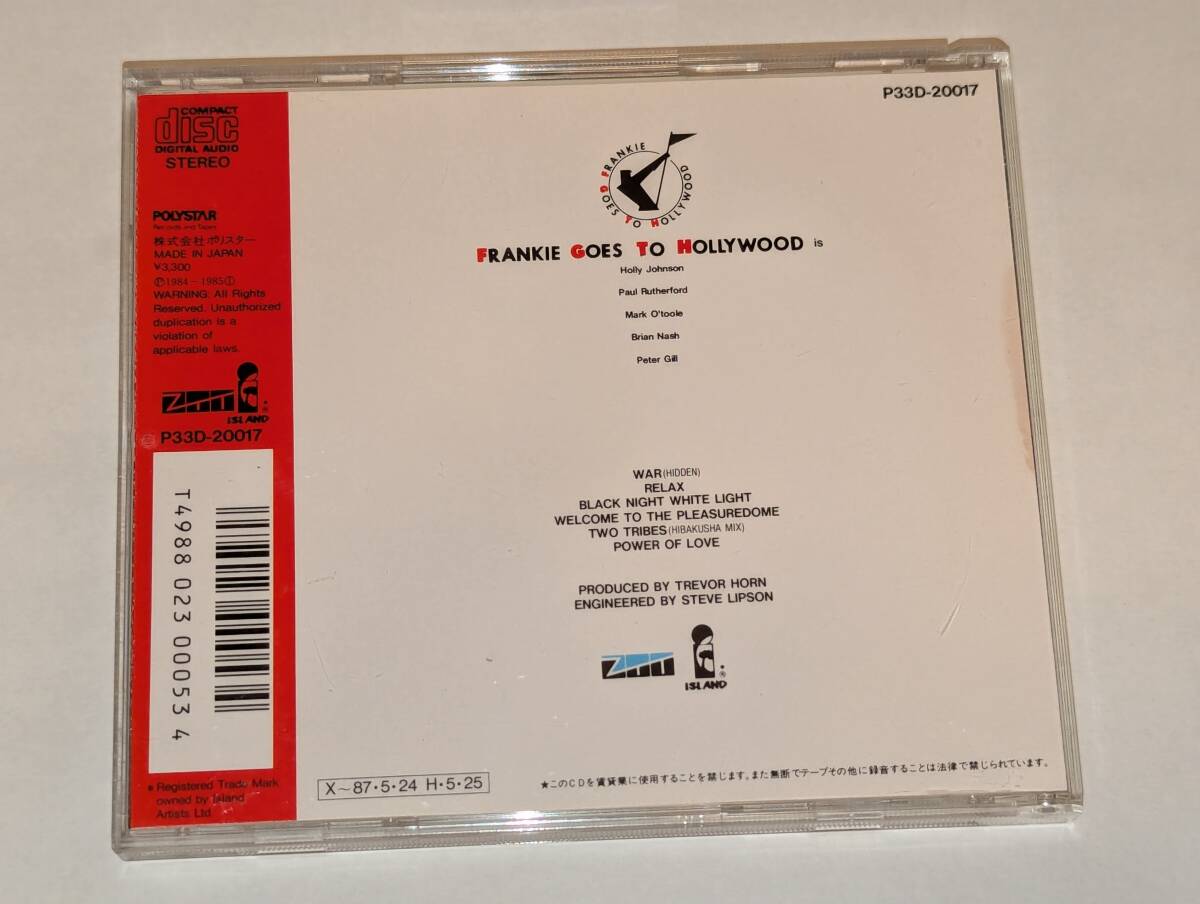 COMPACT
disc
DIGITAL AUDIO
STEREO
POLYSTAR
Records and Tapes
株式会社ポリスター
MADE IN JAPAN
¥3,300
Ⓟ1984−1985Ⓘ
WARNING: All Rights
Reserved. Unauthorized
duplication is a
violation of
applicable laws.
ZTT
ISLAND
®
P33D-20017
T4988 023 00053 4
Registered Trade Mark
owned by Island
Artists Ltd
P33D-20017
FRANKIE GOES TO HOLLYWOOD
FRANKIE GOES TO HOLLYWOOD is
Holly Johnson
Paul Rutherford
Mark O'toole
Brian Nash
Peter Gill
WAR (HIDDEN)
RELAX
BLACK NIGHT WHITE LIGHT
WELCOME TO THE PLEASUREDOME
TWO TRIBES (HIBAKUSHA MIX)
POWER OF LOVE
PRODUCED BY TREVOR HORN
ENGINEERED BY STEVE LIPSON
ZTT
ISLAND
®
X~87・5・24 H・5・25
★このCDを賃貸業に使用することを禁じます。また無断でテープその他に録音することは法律で禁じられています。